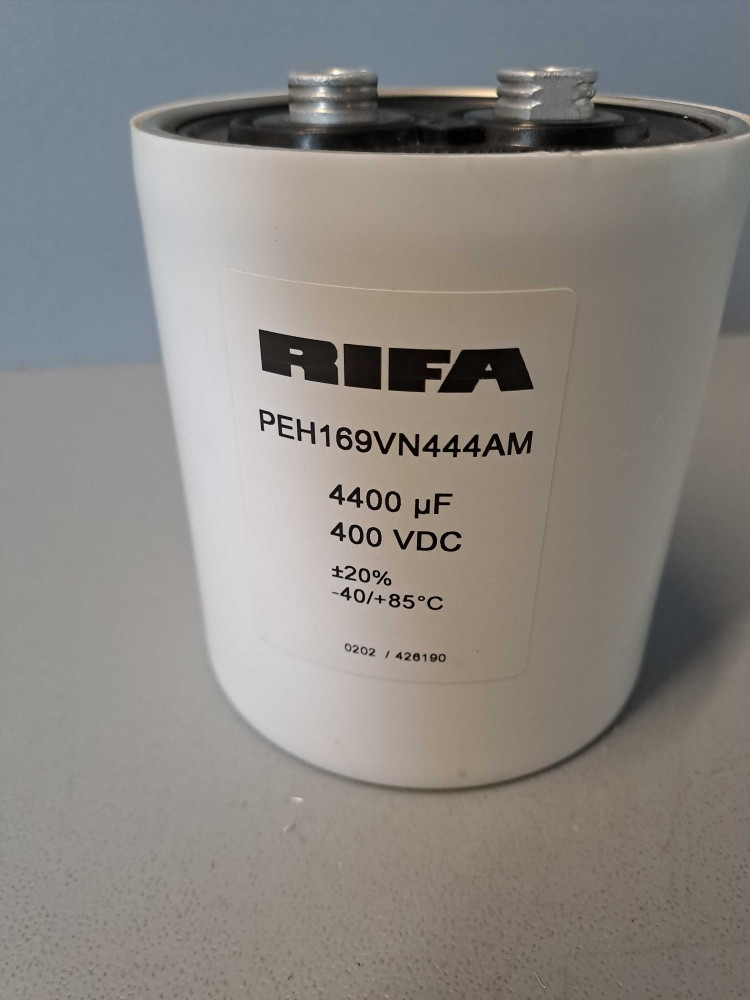 RIFA
PEH169VN444AM
4400 µF
400 VDC
±20%
-40/+85°C
0202 / 426190